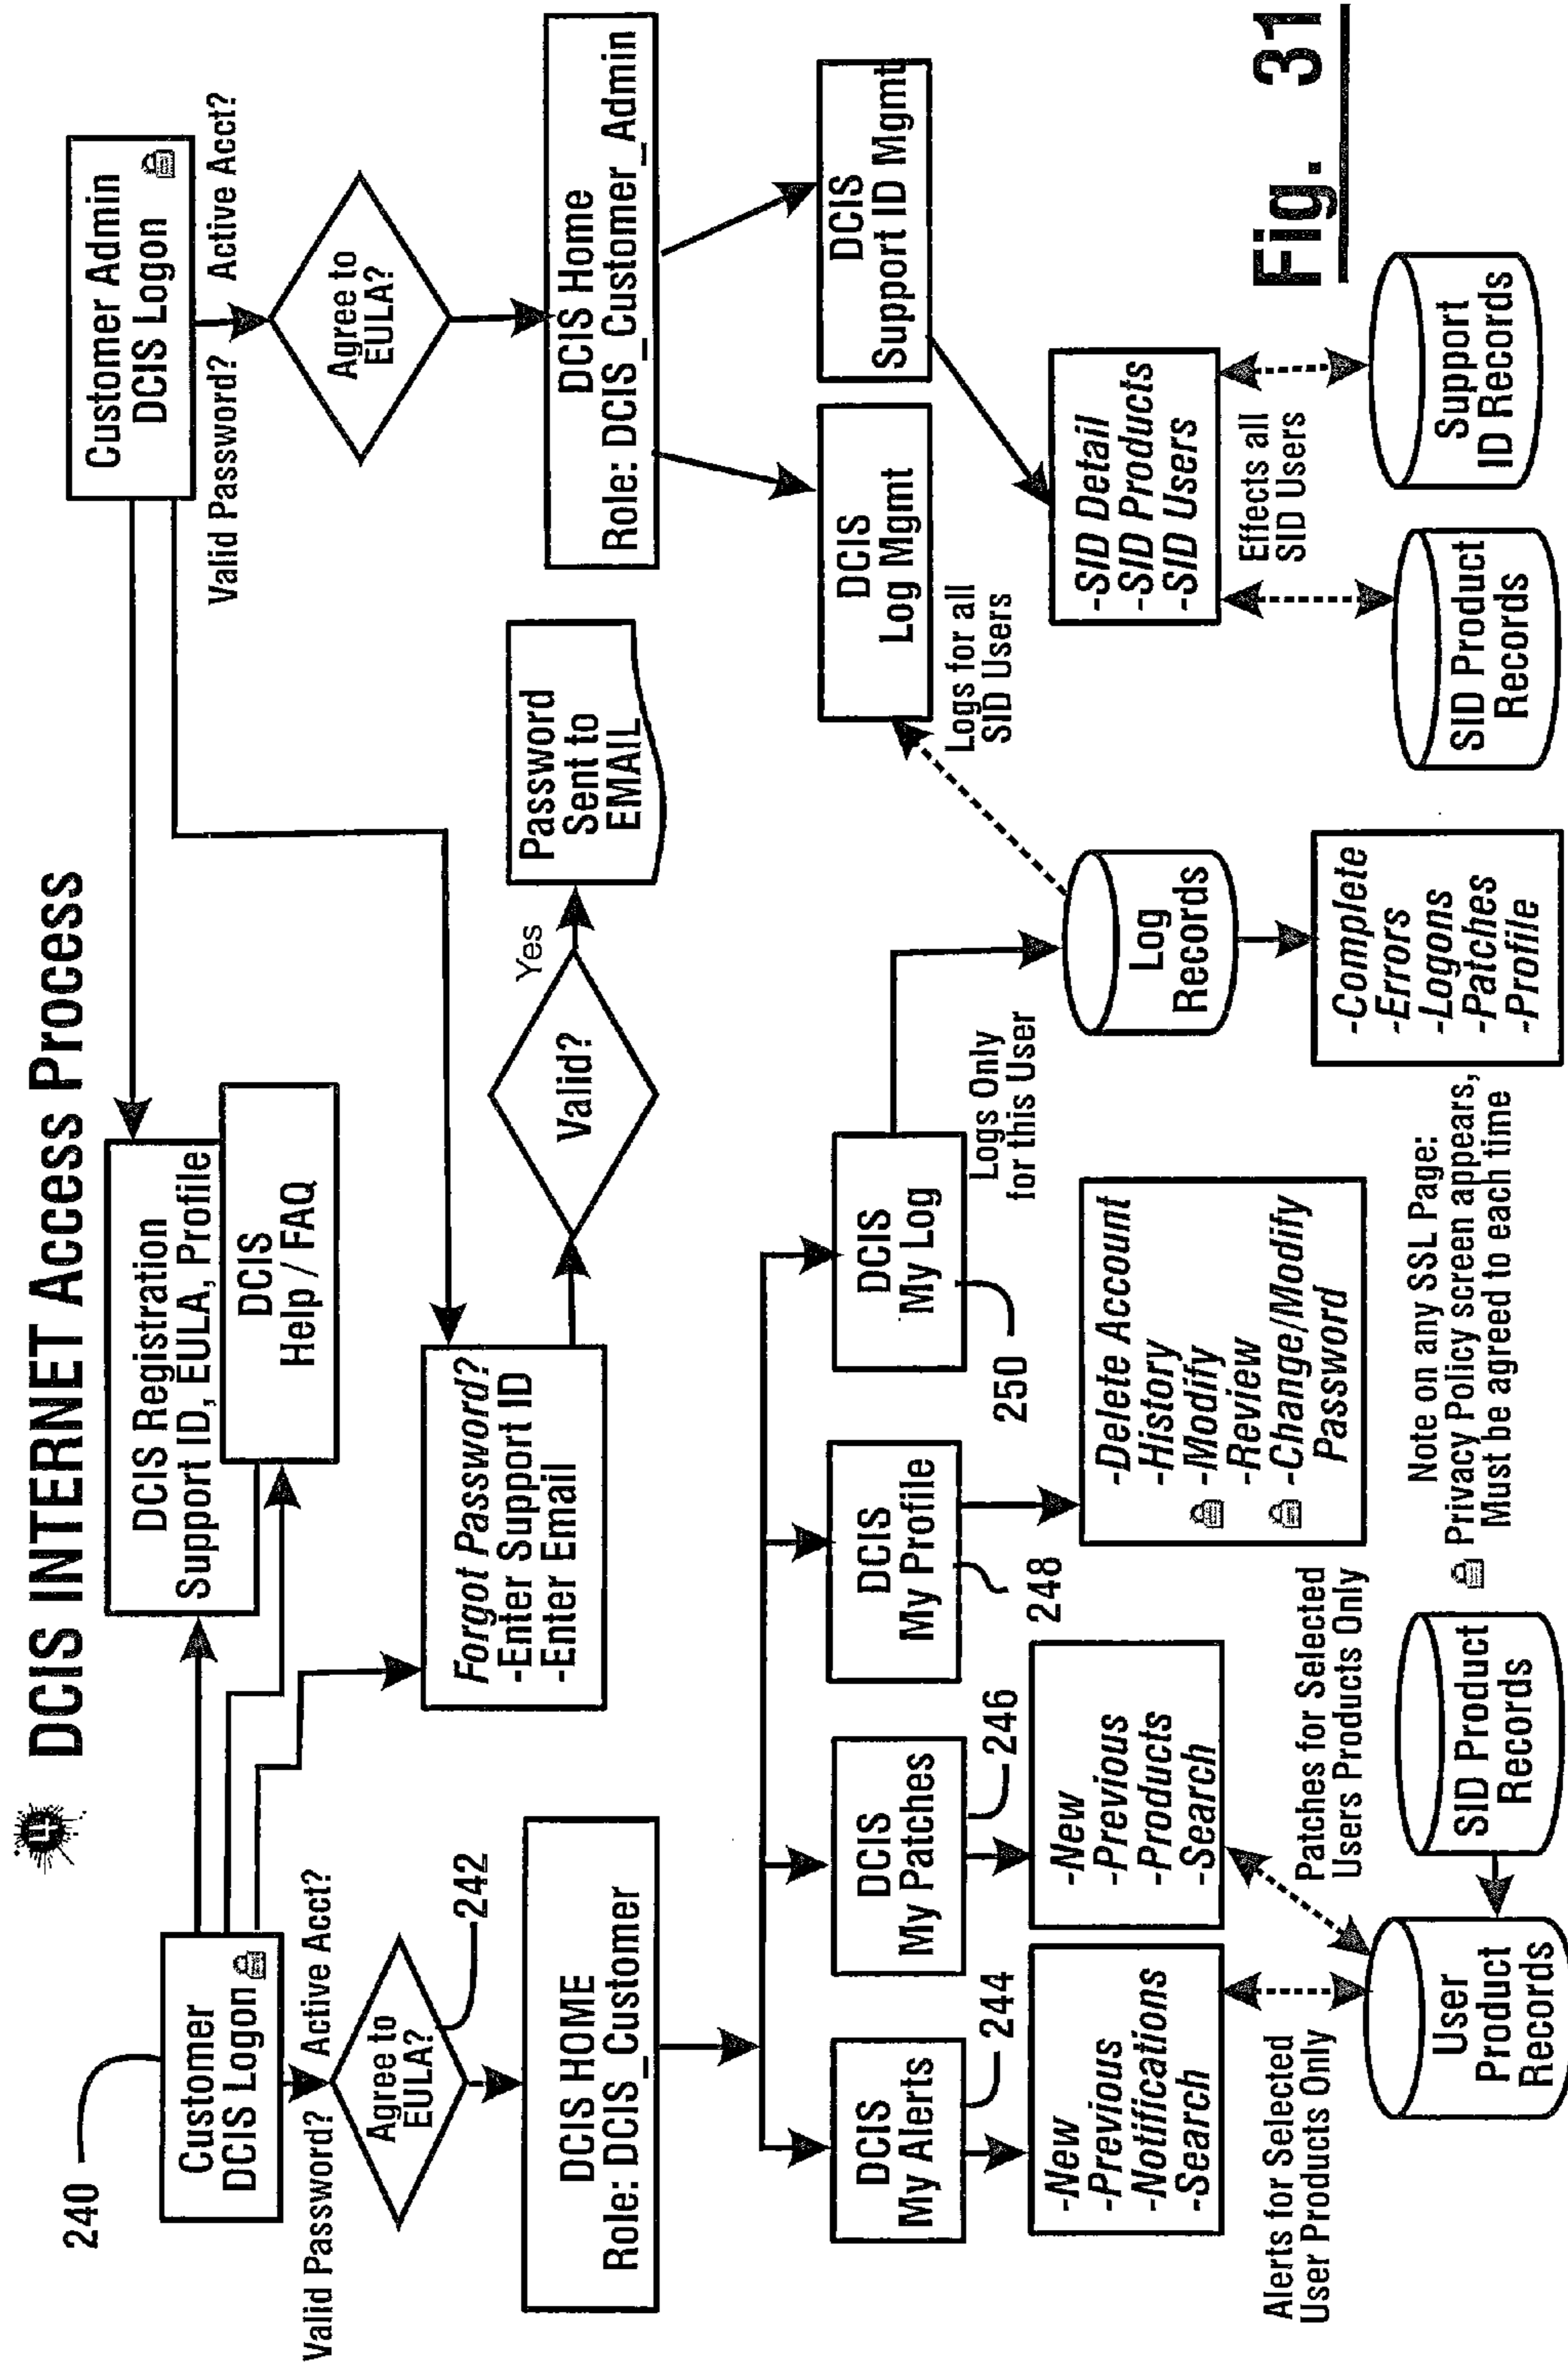 4 DCIS INTERNET Access Process
240
Customer
DCIS Logon
Valid Password?
Active Acct?
Agree to
EULA?
242
DCIS HOME
Role: DCIS_Customer
DCIS Registration
Support ID, EULA, Profile
DCIS
Help / FAQ
Forgot Password?
-Enter Support ID
-Enter Email
Valid?
Yes
Password
Sent to
EMAIL
Customer Admin
DCIS Logon
Valid Password?
Active Acct?
Agree to
EULA?
DCIS Home
Role: DCIS_Customer_Admin
DCIS
My Alerts
244
DCIS
My Patches
246
DCIS
My Profile
248
DCIS
My Log
250
DCIS
Log Mgmt
DCIS
Support ID Mgmt
-New
-Previous
-Notifications
-Search
-New
-Previous
-Products
-Search
-Delete Account
-History
-Modify
-Review
-Change/Modify
Password
Logs Only
for this User
Log
Records
Logs for all
SID Users
-SID Detail
-SID Products
-SID Users
Effects all
SID Users
Alerts for Selected
User Products Only
Patches for Selected
Users Products Only
User
Product
Records
SID Product
Records
Note on any SSL Page:
Privacy Policy screen appears,
Must be agreed to each time
-Complete
-Errors
-Logons
-Patches
-Profile
SID Product
Records
Support
ID Records
Fig. 31